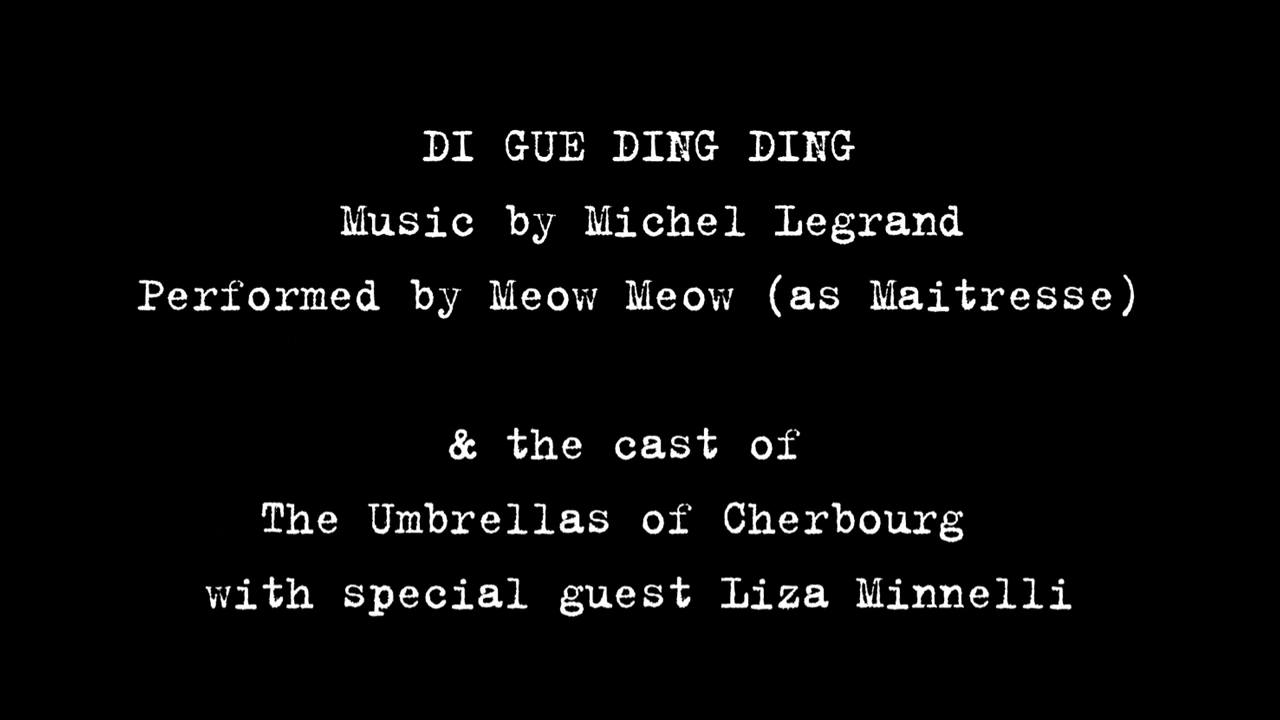 DI GUE DING DING
Music by Michel Legrand
Performed by Meow Meow (as Maitresse)
& the cast of
The Umbrellas of Cherbourg
with special guest Liza Minnelli